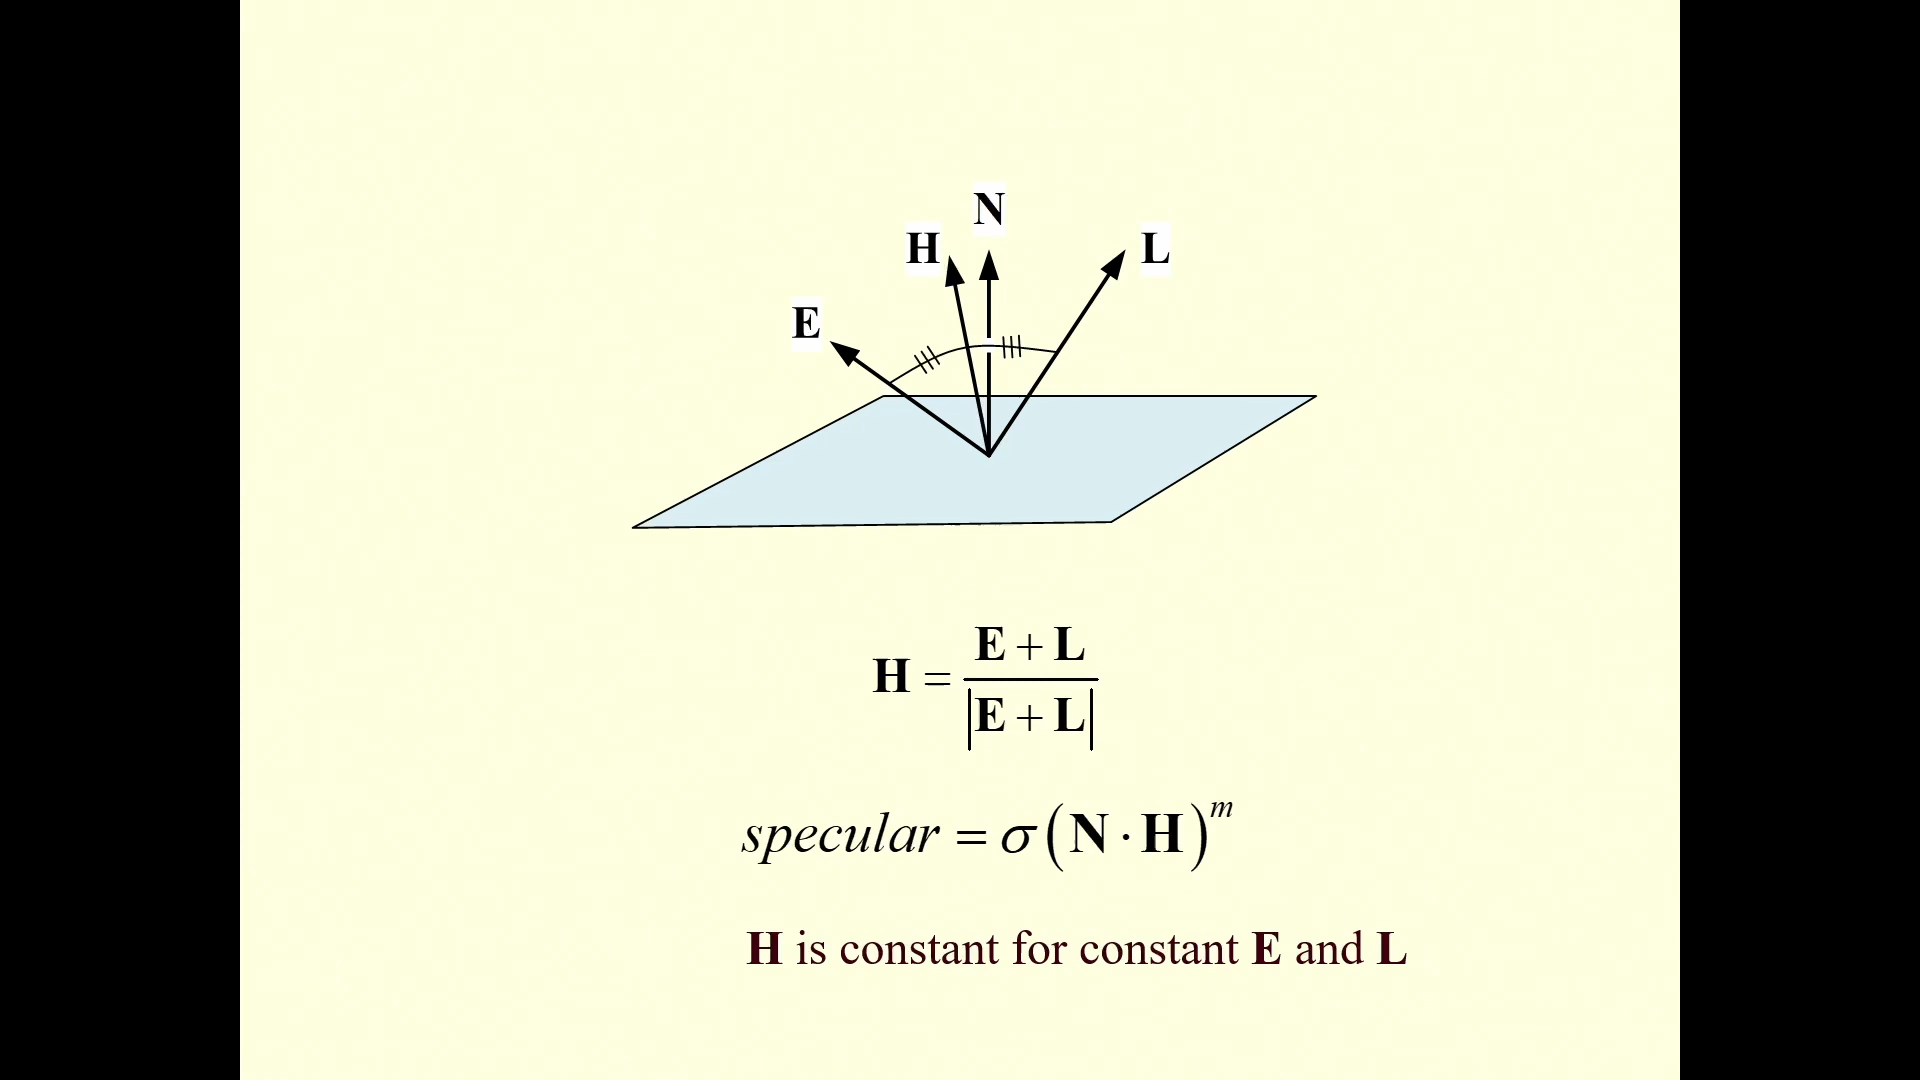 N
H
L
E
H = E + L / |E + L|
specular = σ(N · H)^m
H is constant for constant E and L